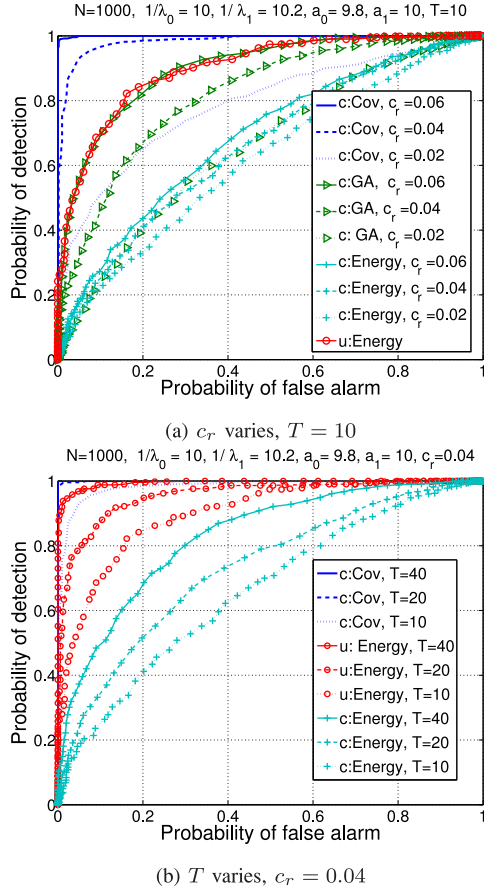 N=1000, 1/λ₀ = 10, 1/ λ₁ = 10.2, a₀= 9.8, a₁= 10, T=10
1
0.8
0.6
0.4
0.2
0
Probability of detection
c:Cov, cᵣ=0.06
c:Cov, cᵣ=0.04
c:Cov, cᵣ=0.02
c:GA, cᵣ=0.06
c:GA, cᵣ=0.04
c: GA, cᵣ=0.02
c:Energy, cᵣ=0.06
c:Energy, cᵣ=0.04
c:Energy, cᵣ=0.02
u:Energy
0 0.2 0.4 0.6 0.8 1
Probability of false alarm
(a) cᵣ varies, T = 10
N=1000, 1/λ₀ = 10, 1/ λ₁ = 10.2, a₀= 9.8, a₁= 10, cᵣ=0.04
1
0.8
0.6
0.4
0.2
0
Probability of detection
c:Cov, T=40
c:Cov, T=20
c:Cov, T=10
u: Energy, T=40
u:Energy, T=20
u:Energy, T=10
c:Energy, T=40
c:Energy, T=20
c:Energy, T=10
0 0.2 0.4 0.6 0.8 1
Probability of false alarm
(b) T varies, cᵣ = 0.04